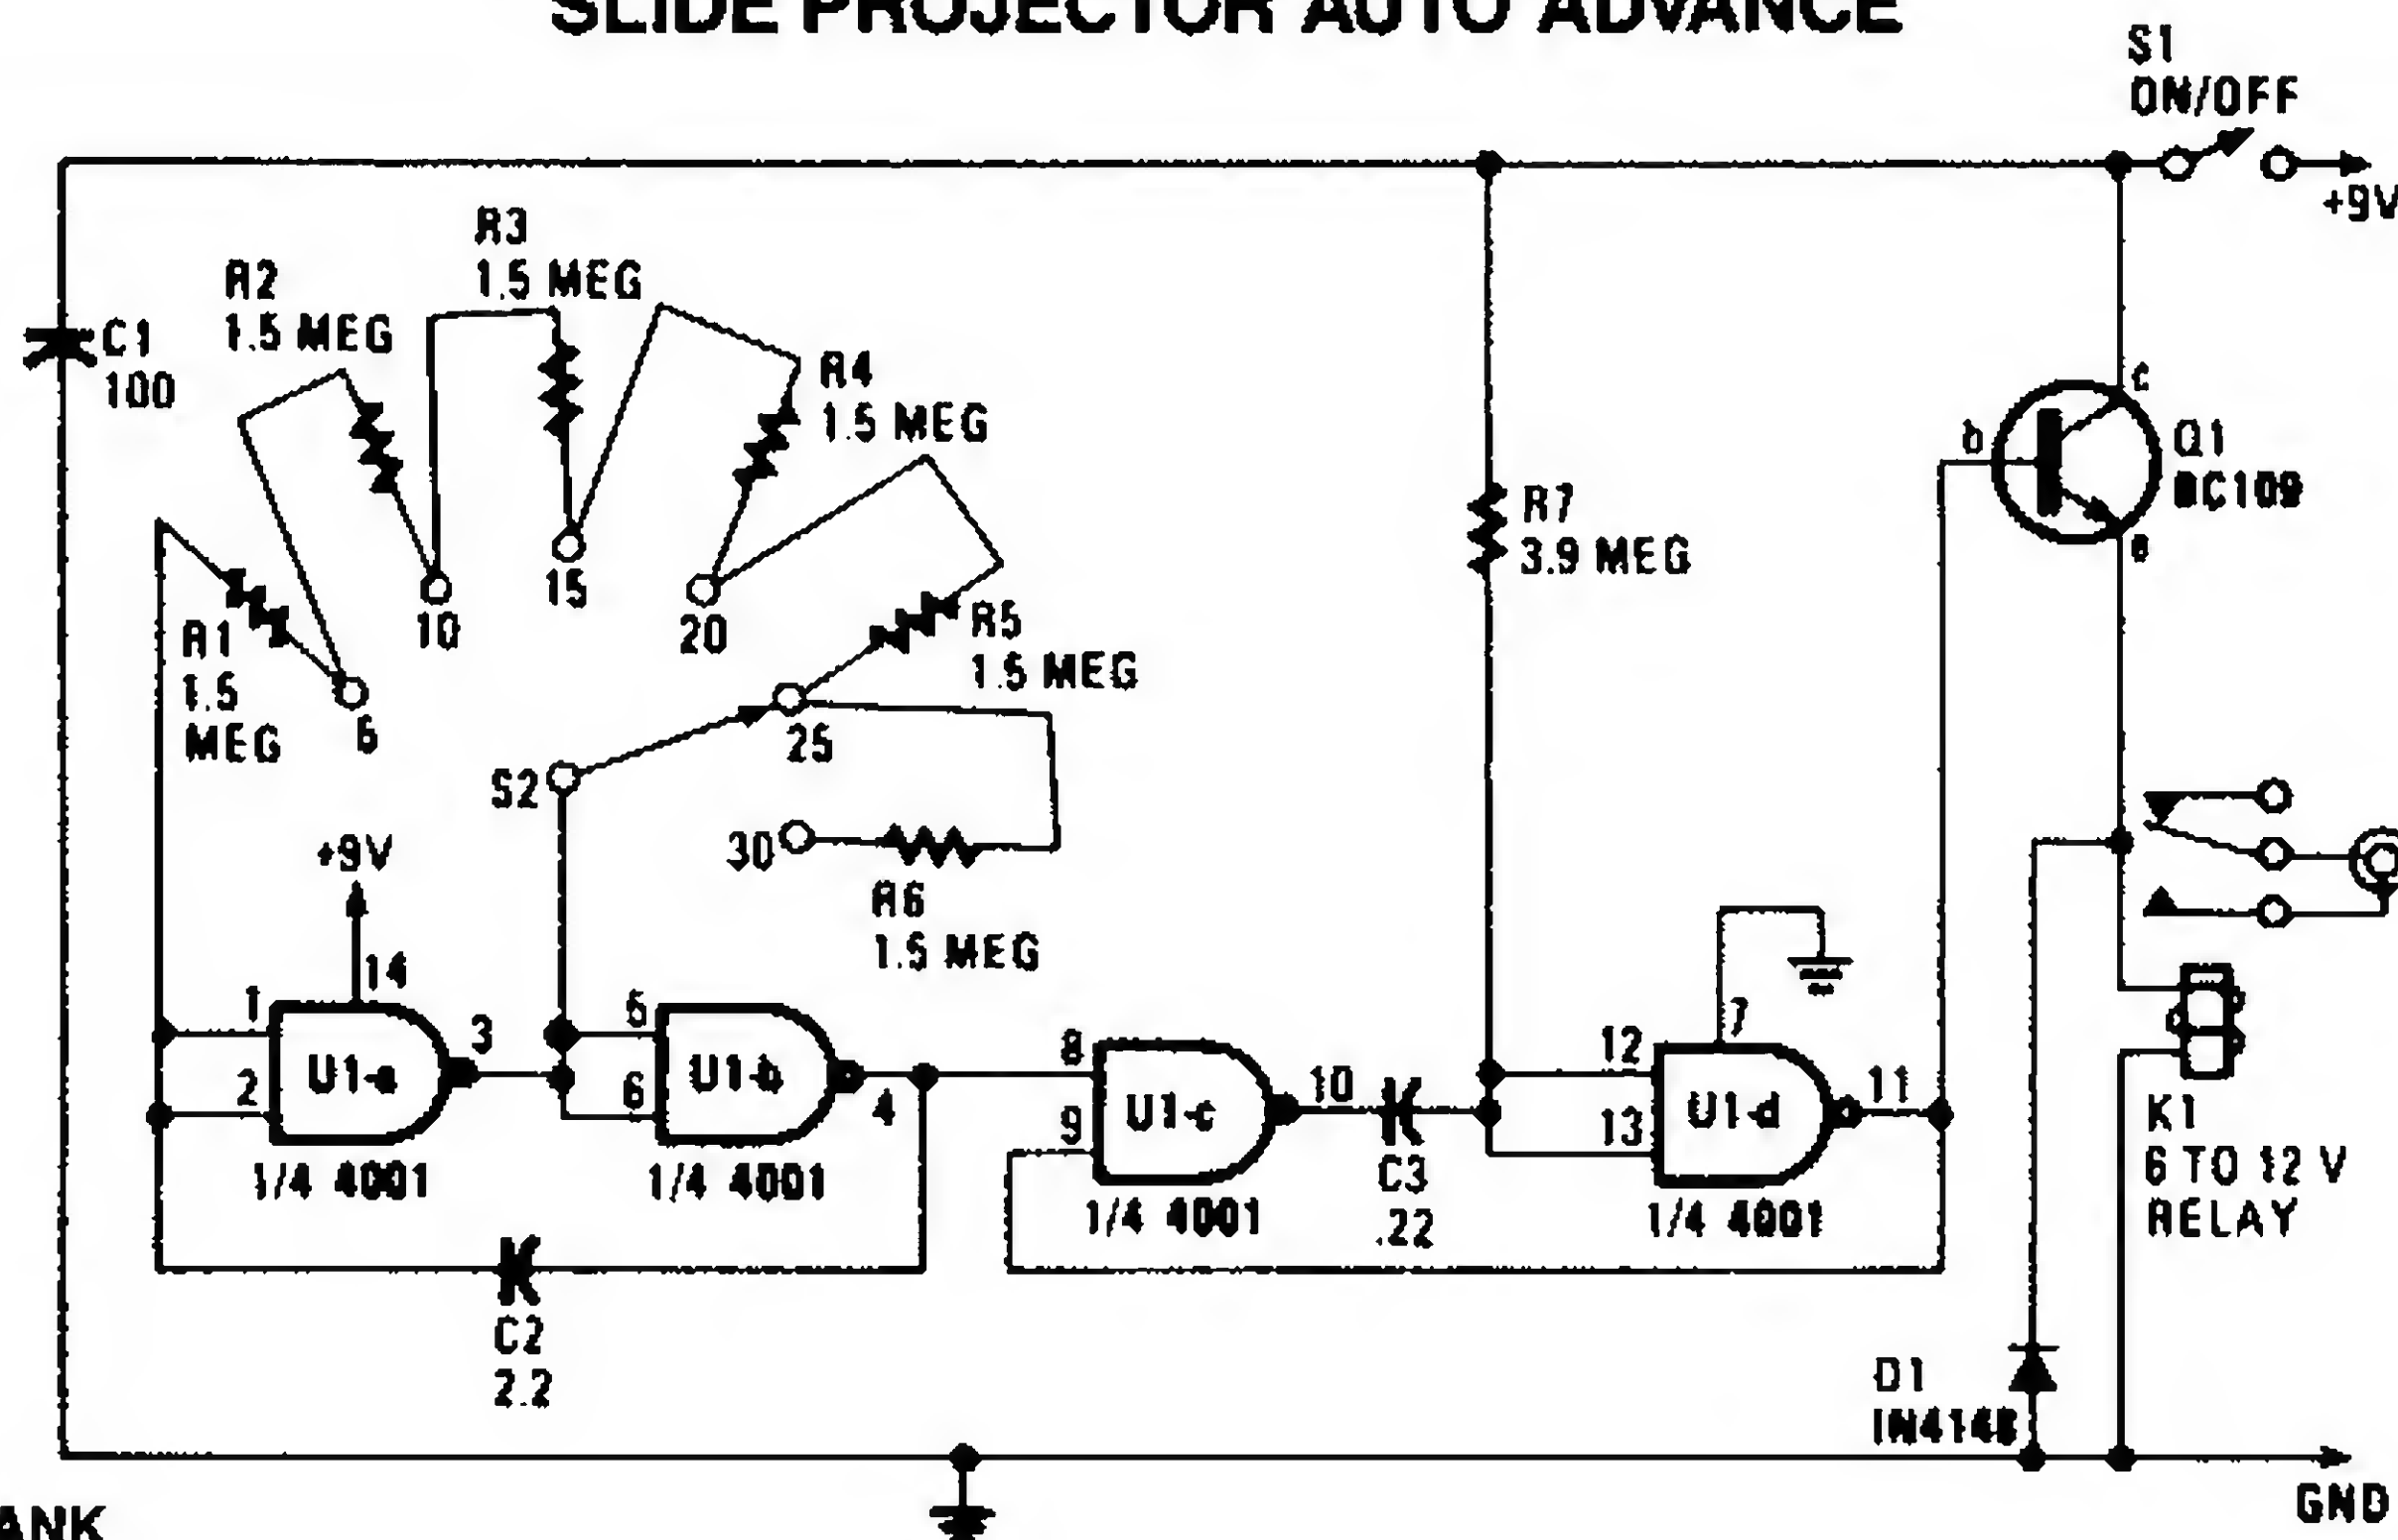 SLIDE PROJECTOR AUTO ADVANCE
S1
ON/OFF
+9V
R3
1.5 MEG
R2
1.5 MEG
C1
100
R4
1.5 MEG
c
b
Q1
BC109
e
R7
3.9 MEG
15
10
20
R1
1.5
MEG
R5
1.5 MEG
5
25
S2
30
+9V
R6
1.5 MEG
14
1
2
3
U1-a
1/4 4001
5
6
U1-b
4
1/4 4001
8
9
U1-c
10
1/4 4001
C3
.22
7
12
13
U1-d
11
1/4 4001
K1
6 TO 12 V
RELAY
C2
2.2
D1
IN4148
GND
ANK